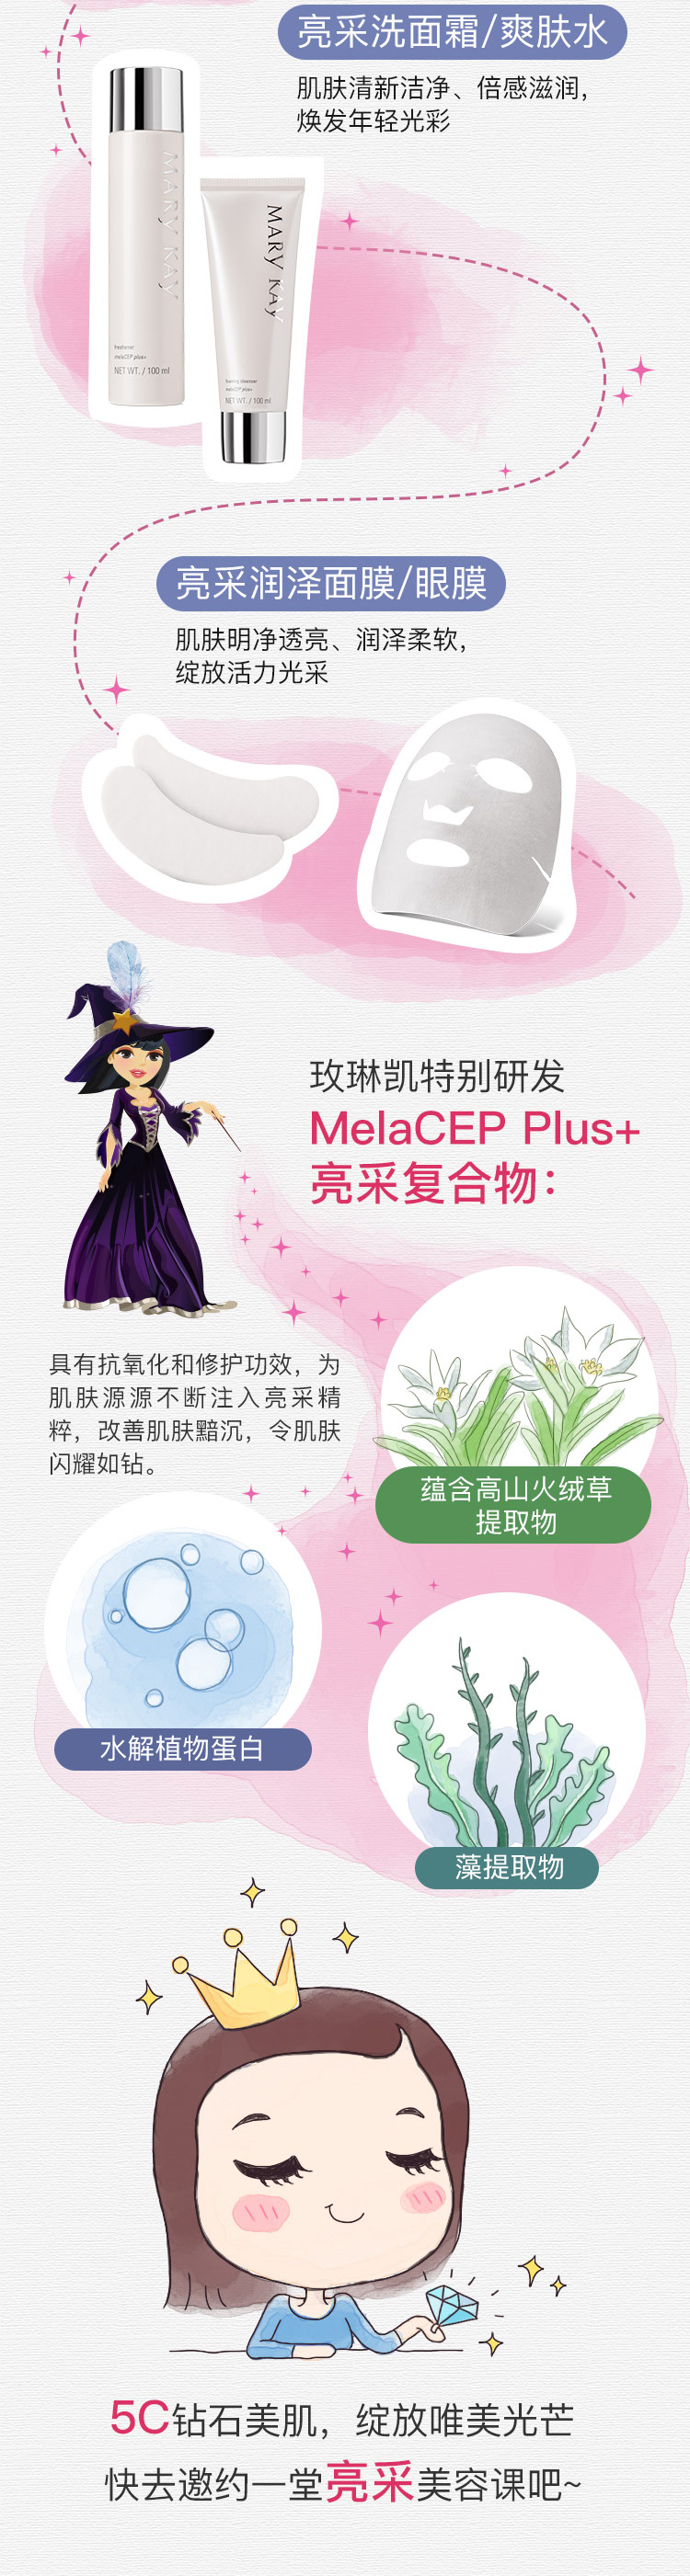 亮采洗面霜/爽肤水
肌肤清新洁净、倍感滋润，
焕发年轻光彩
MARY KAY
MARY KAY
freshener
melaCEP plus+
NET WT. / 100 ml
foaming cleanser
melaCEP plus+
NET WT. / 100 ml
亮采润泽面膜/眼膜
肌肤明净透亮、润泽柔软，
绽放活力光采
玫琳凯特别研发
MelaCEP Plus+
亮采复合物：
具有抗氧化和修护功效，为
肌肤源源不断注入亮采精
粹，改善肌肤黯沉，令肌肤
闪耀如钻。
蕴含高山火绒草
提取物
水解植物蛋白
藻提取物
5C钻石美肌，绽放唯美光芒
快去邀约一堂亮采美容课吧~